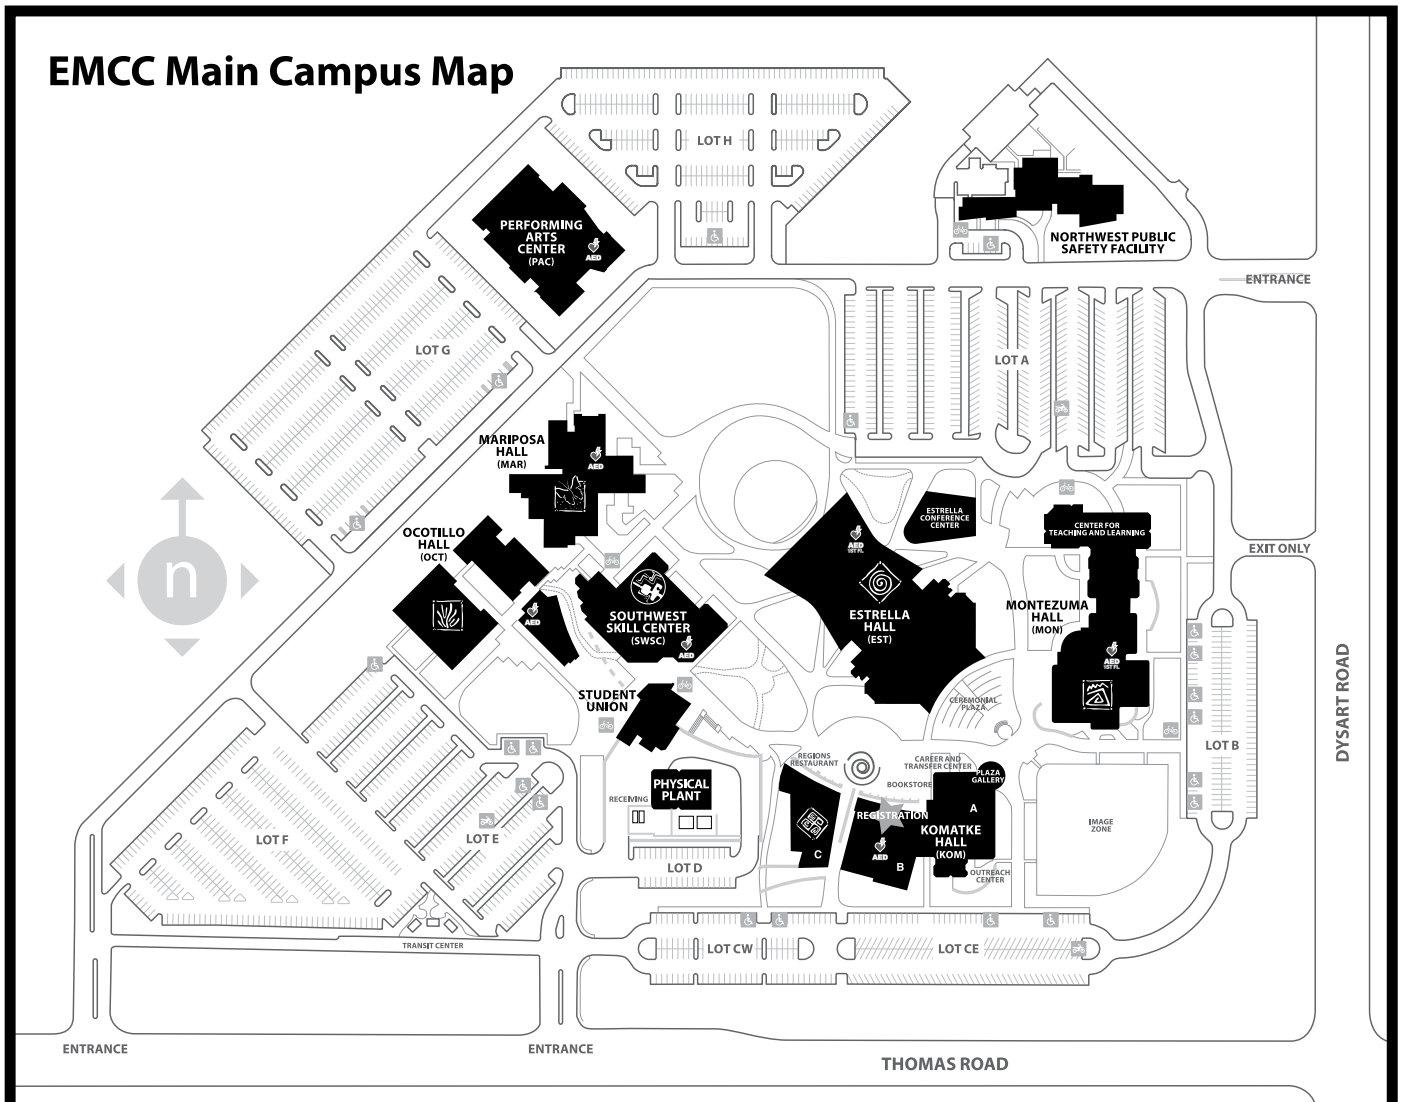 EMCC Main Campus Map
LOT H
PERFORMING
ARTS
CENTER
(PAC)
AED
NORTHWEST PUBLIC
SAFETY FACILITY
ENTRANCE
LOT G
LOT A
MARIPOSA
HALL
(MAR)
AED
OCOTILLO
HALL
(OCT)
AED
ESTRELLA
CONFERENCE
CENTER
CENTER FOR
TEACHING AND LEARNING
EXIT ONLY
AED
1ST FL
n
SOUTHWEST
SKILL CENTER
(SWSC)
AED
ESTRELLA
HALL
(EST)
MONTEZUMA
HALL
(MON)
AED
1ST FL
DYSART ROAD
STUDENT
UNION
CEREMONIAL
PLAZA
LOT B
REGIONS
RESTAURANT
CAREER AND
TRANSFER CENTER
PLAZA
GALLERY
BOOKSTORE
PHYSICAL
PLANT
RECEIVING
REGISTRATION
A
KOMATKE
HALL
(KOM)
IMAGE
ZONE
AED
C
B
OUTREACH
CENTER
LOT F
LOT E
LOT D
TRANSIT CENTER
LOT CW
LOT CE
ENTRANCE
ENTRANCE
THOMAS ROAD